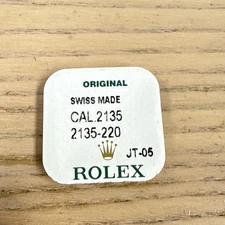 ORIGINAL
SWISS MADE
CAL.2135
2135-220
JT-05
ROLEX